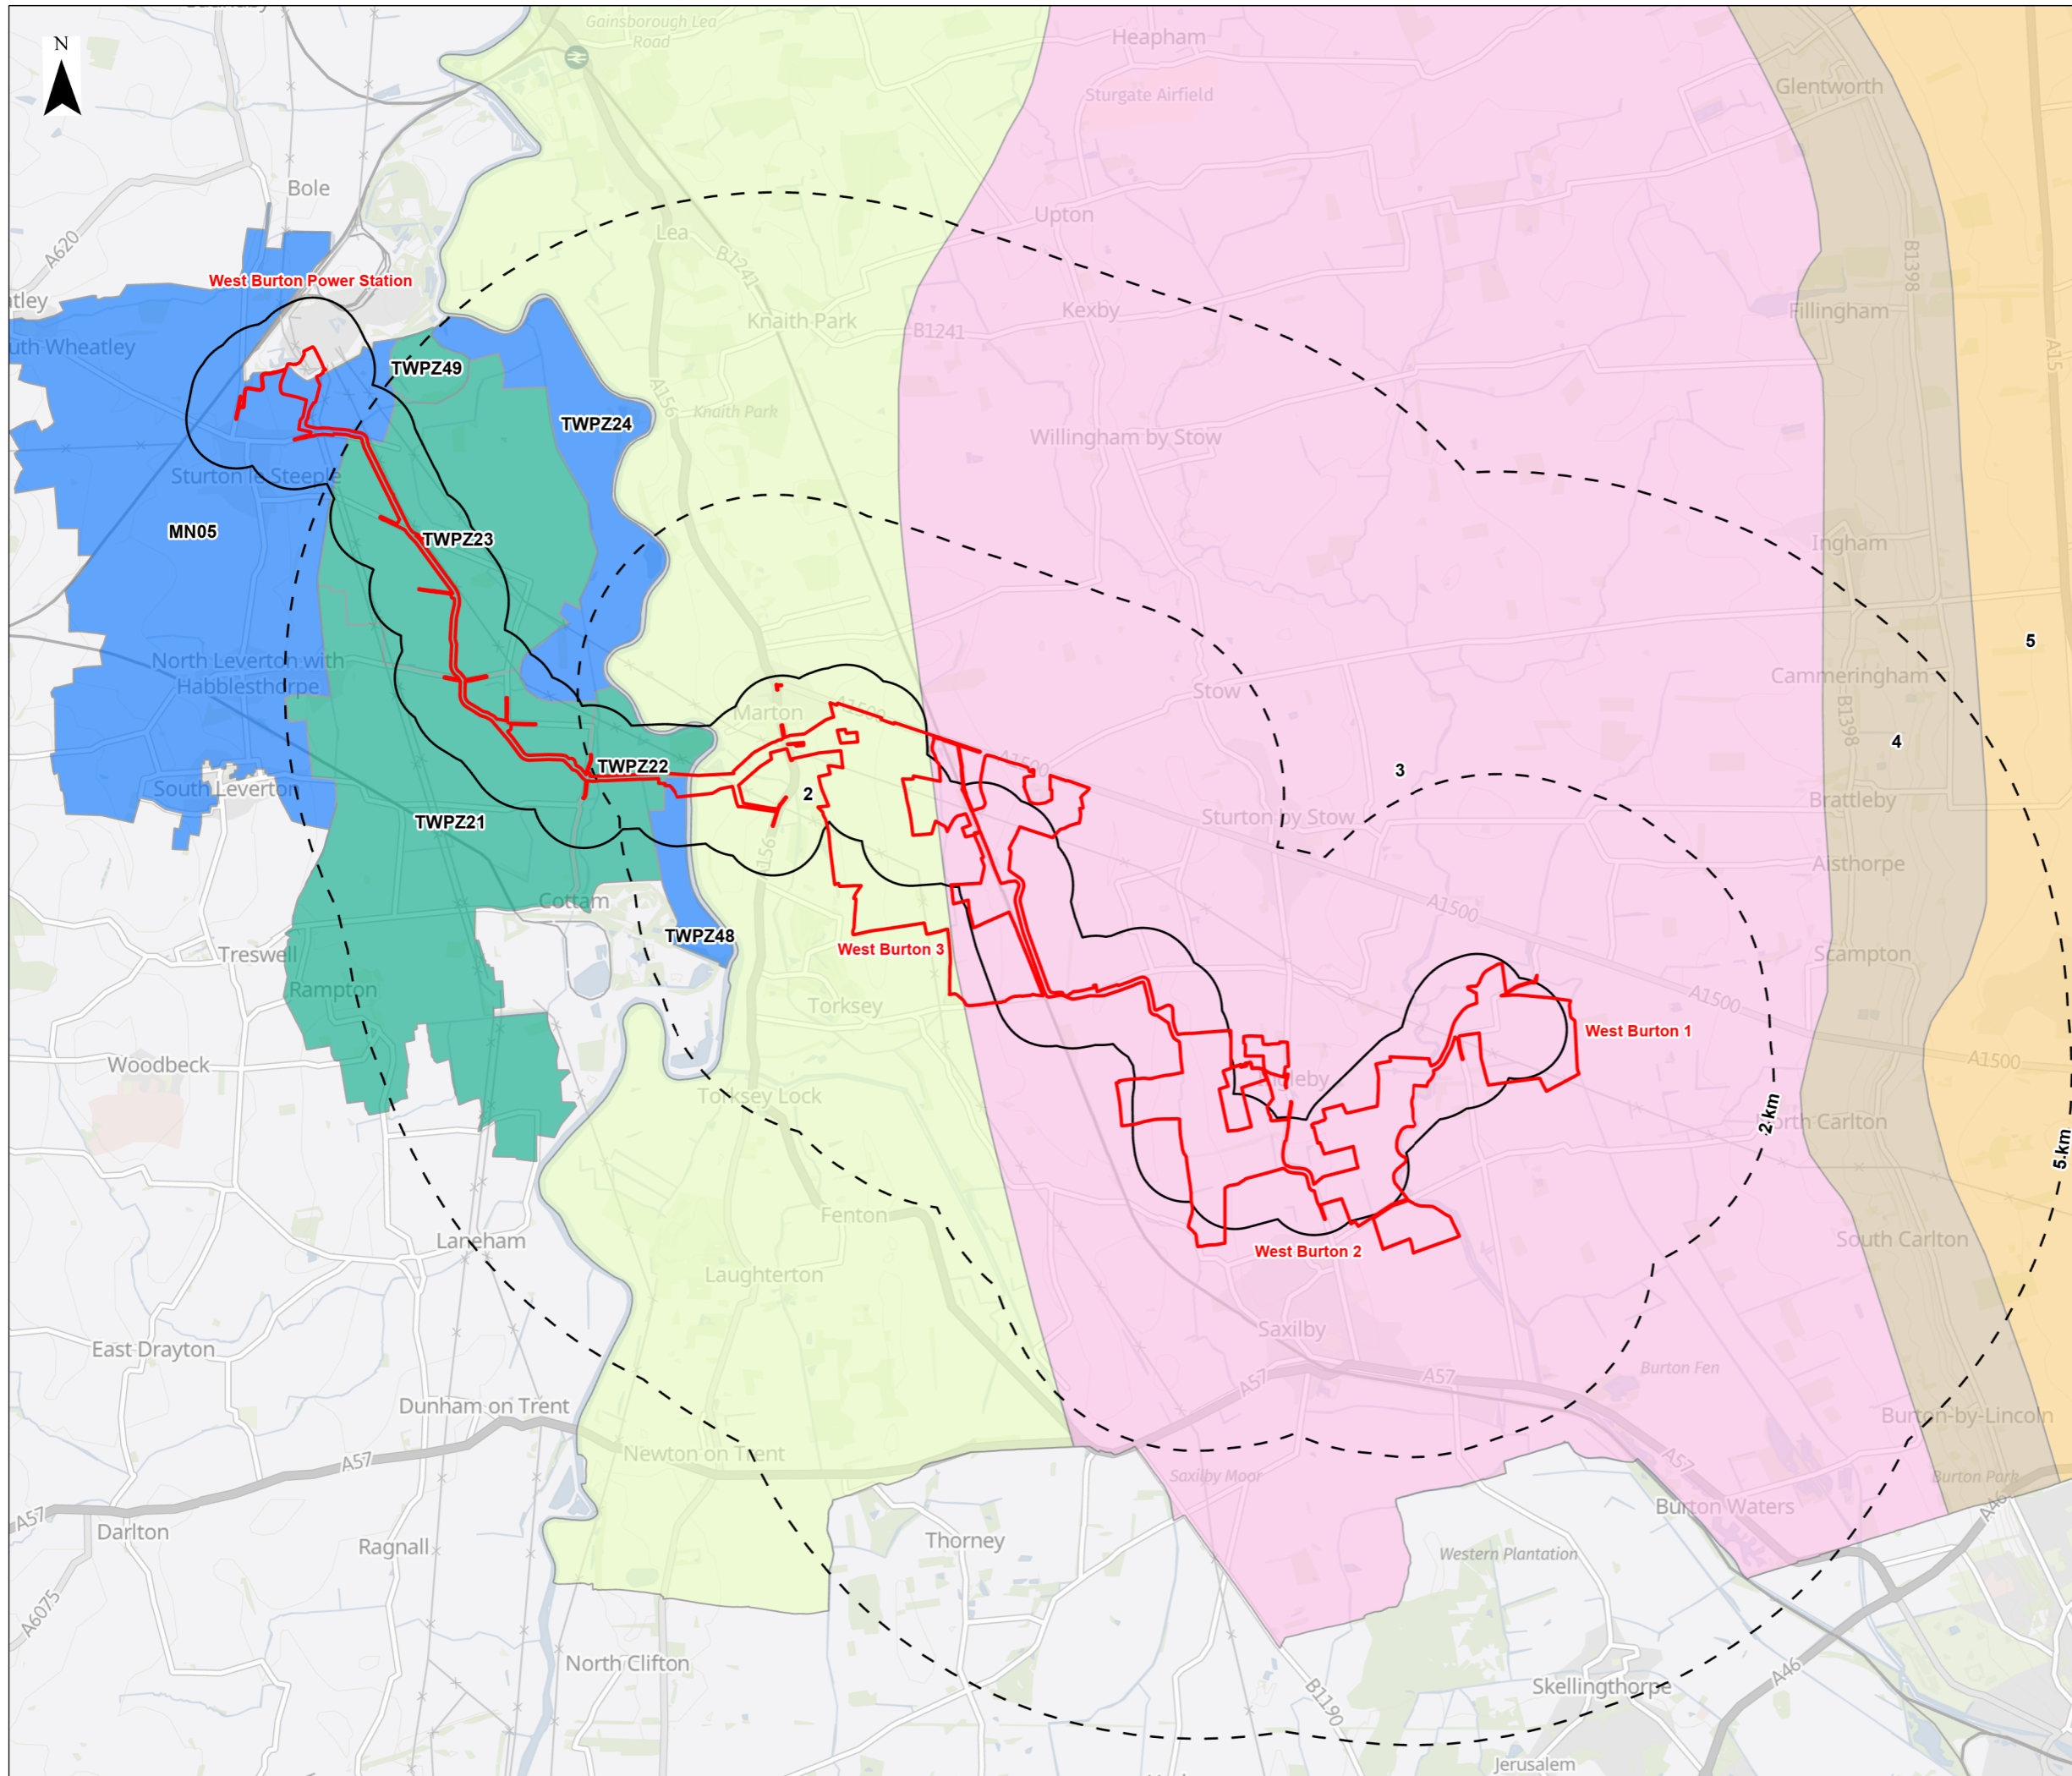 N
Gainsborough Lea
Road
Heapham
Glentworth
Sturgate Airfield
A15
Bole
Upton
Lea
A620
B1241
B1398
West Burton Power Station
Kexby
Fillingham
Knaith Park
B1241
TWPZ49
A156
Knaith Park
TWPZ24
Willingham by Stow
Sturton le Steeple
MN05
TWPZ23
Ingham
5
North Leverton with
Habblesthorpe
Cammeringham
Stow
Marton
A1500
B1398
4
A1500
TWPZ22
3
South Leverton
2
Brattleby
TWPZ21
Sturton by Stow
A156
Aisthorpe
Cottam
A1500
TWPZ48
West Burton 3
Treswell
Scampton
Rampton
Torksey
A1500
West Burton 1
Woodbeck
A1500
Torksey Lock
2 km
North Carlton
5 km
Fenton
Laneham
South Carlton
West Burton 2
Laughterton
Saxilby
East Drayton
Burton Fen
A57
A57
Dunham on Trent
Burton-by-Lincoln
Newton on Trent
A57
A57
Saxilby Moor
Burton Park
A57
Burton Waters
A46
Darlton
Ragnall
Thorney
Western Plantation
A6075
North Clifton
Skellingthorpe
A46
B1190
Jerusalem